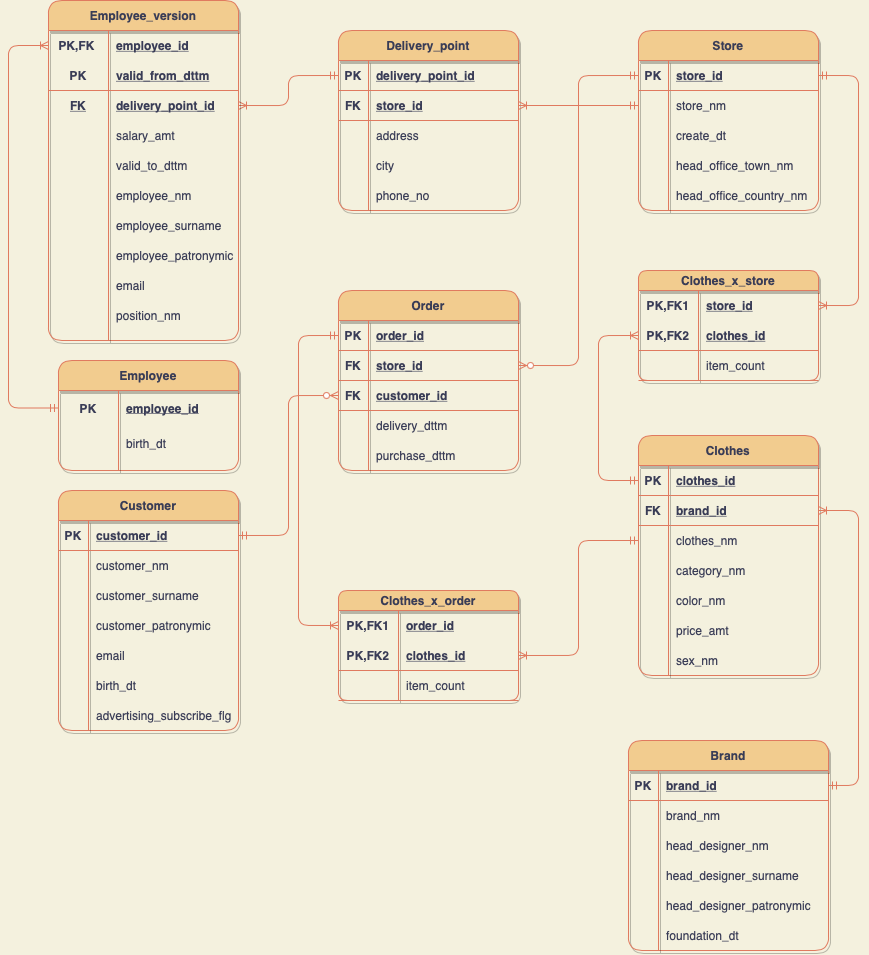 Employee_version
PK,FK employee_id
PK valid_from_dttm
FK delivery_point_id
salary_amt
valid_to_dttm
employee_nm
employee_surname
employee_patronymic
email
position_nm
Delivery_point
PK delivery_point_id
FK store_id
address
city
phone_no
Store
PK store_id
store_nm
create_dt
head_office_town_nm
head_office_country_nm
Clothes_x_store
PK,FK1 store_id
PK,FK2 clothes_id
item_count
Order
PK order_id
FK store_id
FK customer_id
delivery_dttm
purchase_dttm
Employee
PK employee_id
birth_dt
Clothes
PK clothes_id
FK brand_id
clothes_nm
category_nm
color_nm
price_amt
sex_nm
Customer
PK customer_id
customer_nm
customer_surname
customer_patronymic
email
birth_dt
advertising_subscribe_flg
Clothes_x_order
PK,FK1 order_id
PK,FK2 clothes_id
item_count
Brand
PK brand_id
brand_nm
head_designer_nm
head_designer_surname
head_designer_patronymic
foundation_dt